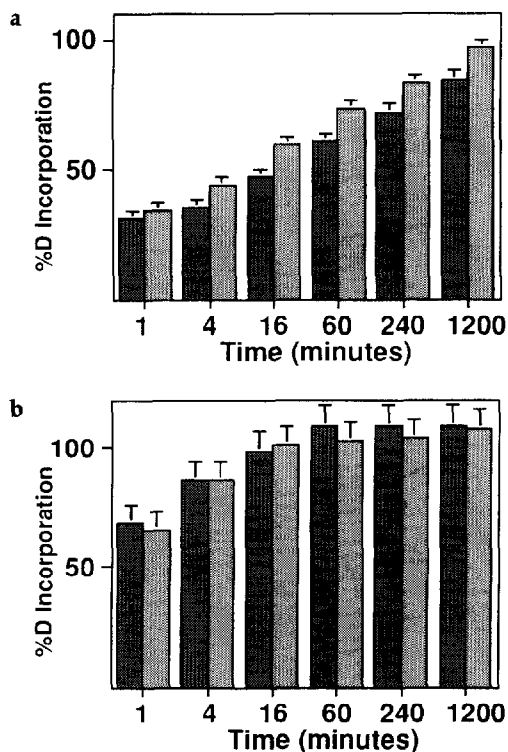 a
100
50
%D Incorporation
1 4 16 60 240 1200
Time (minutes)
b
100
50
%D Incorporation
1 4 16 60 240 1200
Time (minutes)